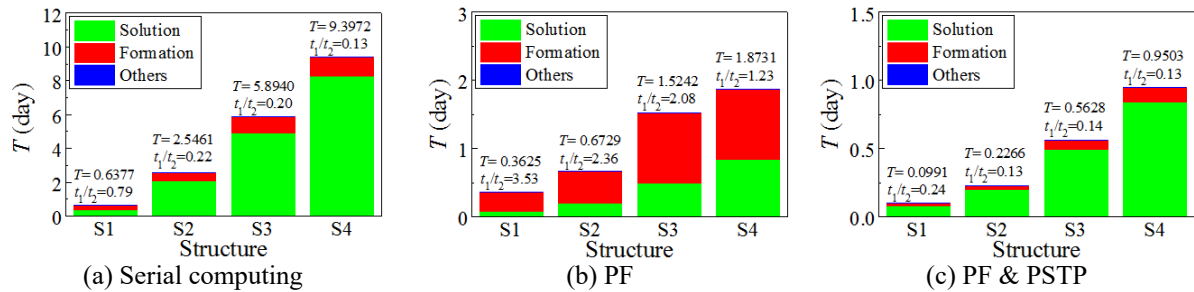 12
10
8
6
4
2
0
T (day)
Solution
Formation
Others
T= 0.6377
t1/t2=0.79
T= 2.5461
t1/t2=0.22
T= 5.8940
t1/t2=0.20
T= 9.3972
t1/t2=0.13
S1 S2 S3 S4
Structure
(a) Serial computing
3
2
1
0
T (day)
Solution
Formation
Others
T= 0.3625
t1/t2=3.53
T= 0.6729
t1/t2=2.36
T= 1.5242
t1/t2=2.08
T= 1.8731
t1/t2=1.23
S1 S2 S3 S4
Structure
(b) PF
1.5
1.0
0.5
0.0
T (day)
Solution
Formation
Others
T= 0.0991
t1/t2=0.24
T= 0.2266
t1/t2=0.13
T= 0.5628
t1/t2=0.14
T= 0.9503
t1/t2=0.13
S1 S2 S3 S4
Structure
(c) PF & PSTP